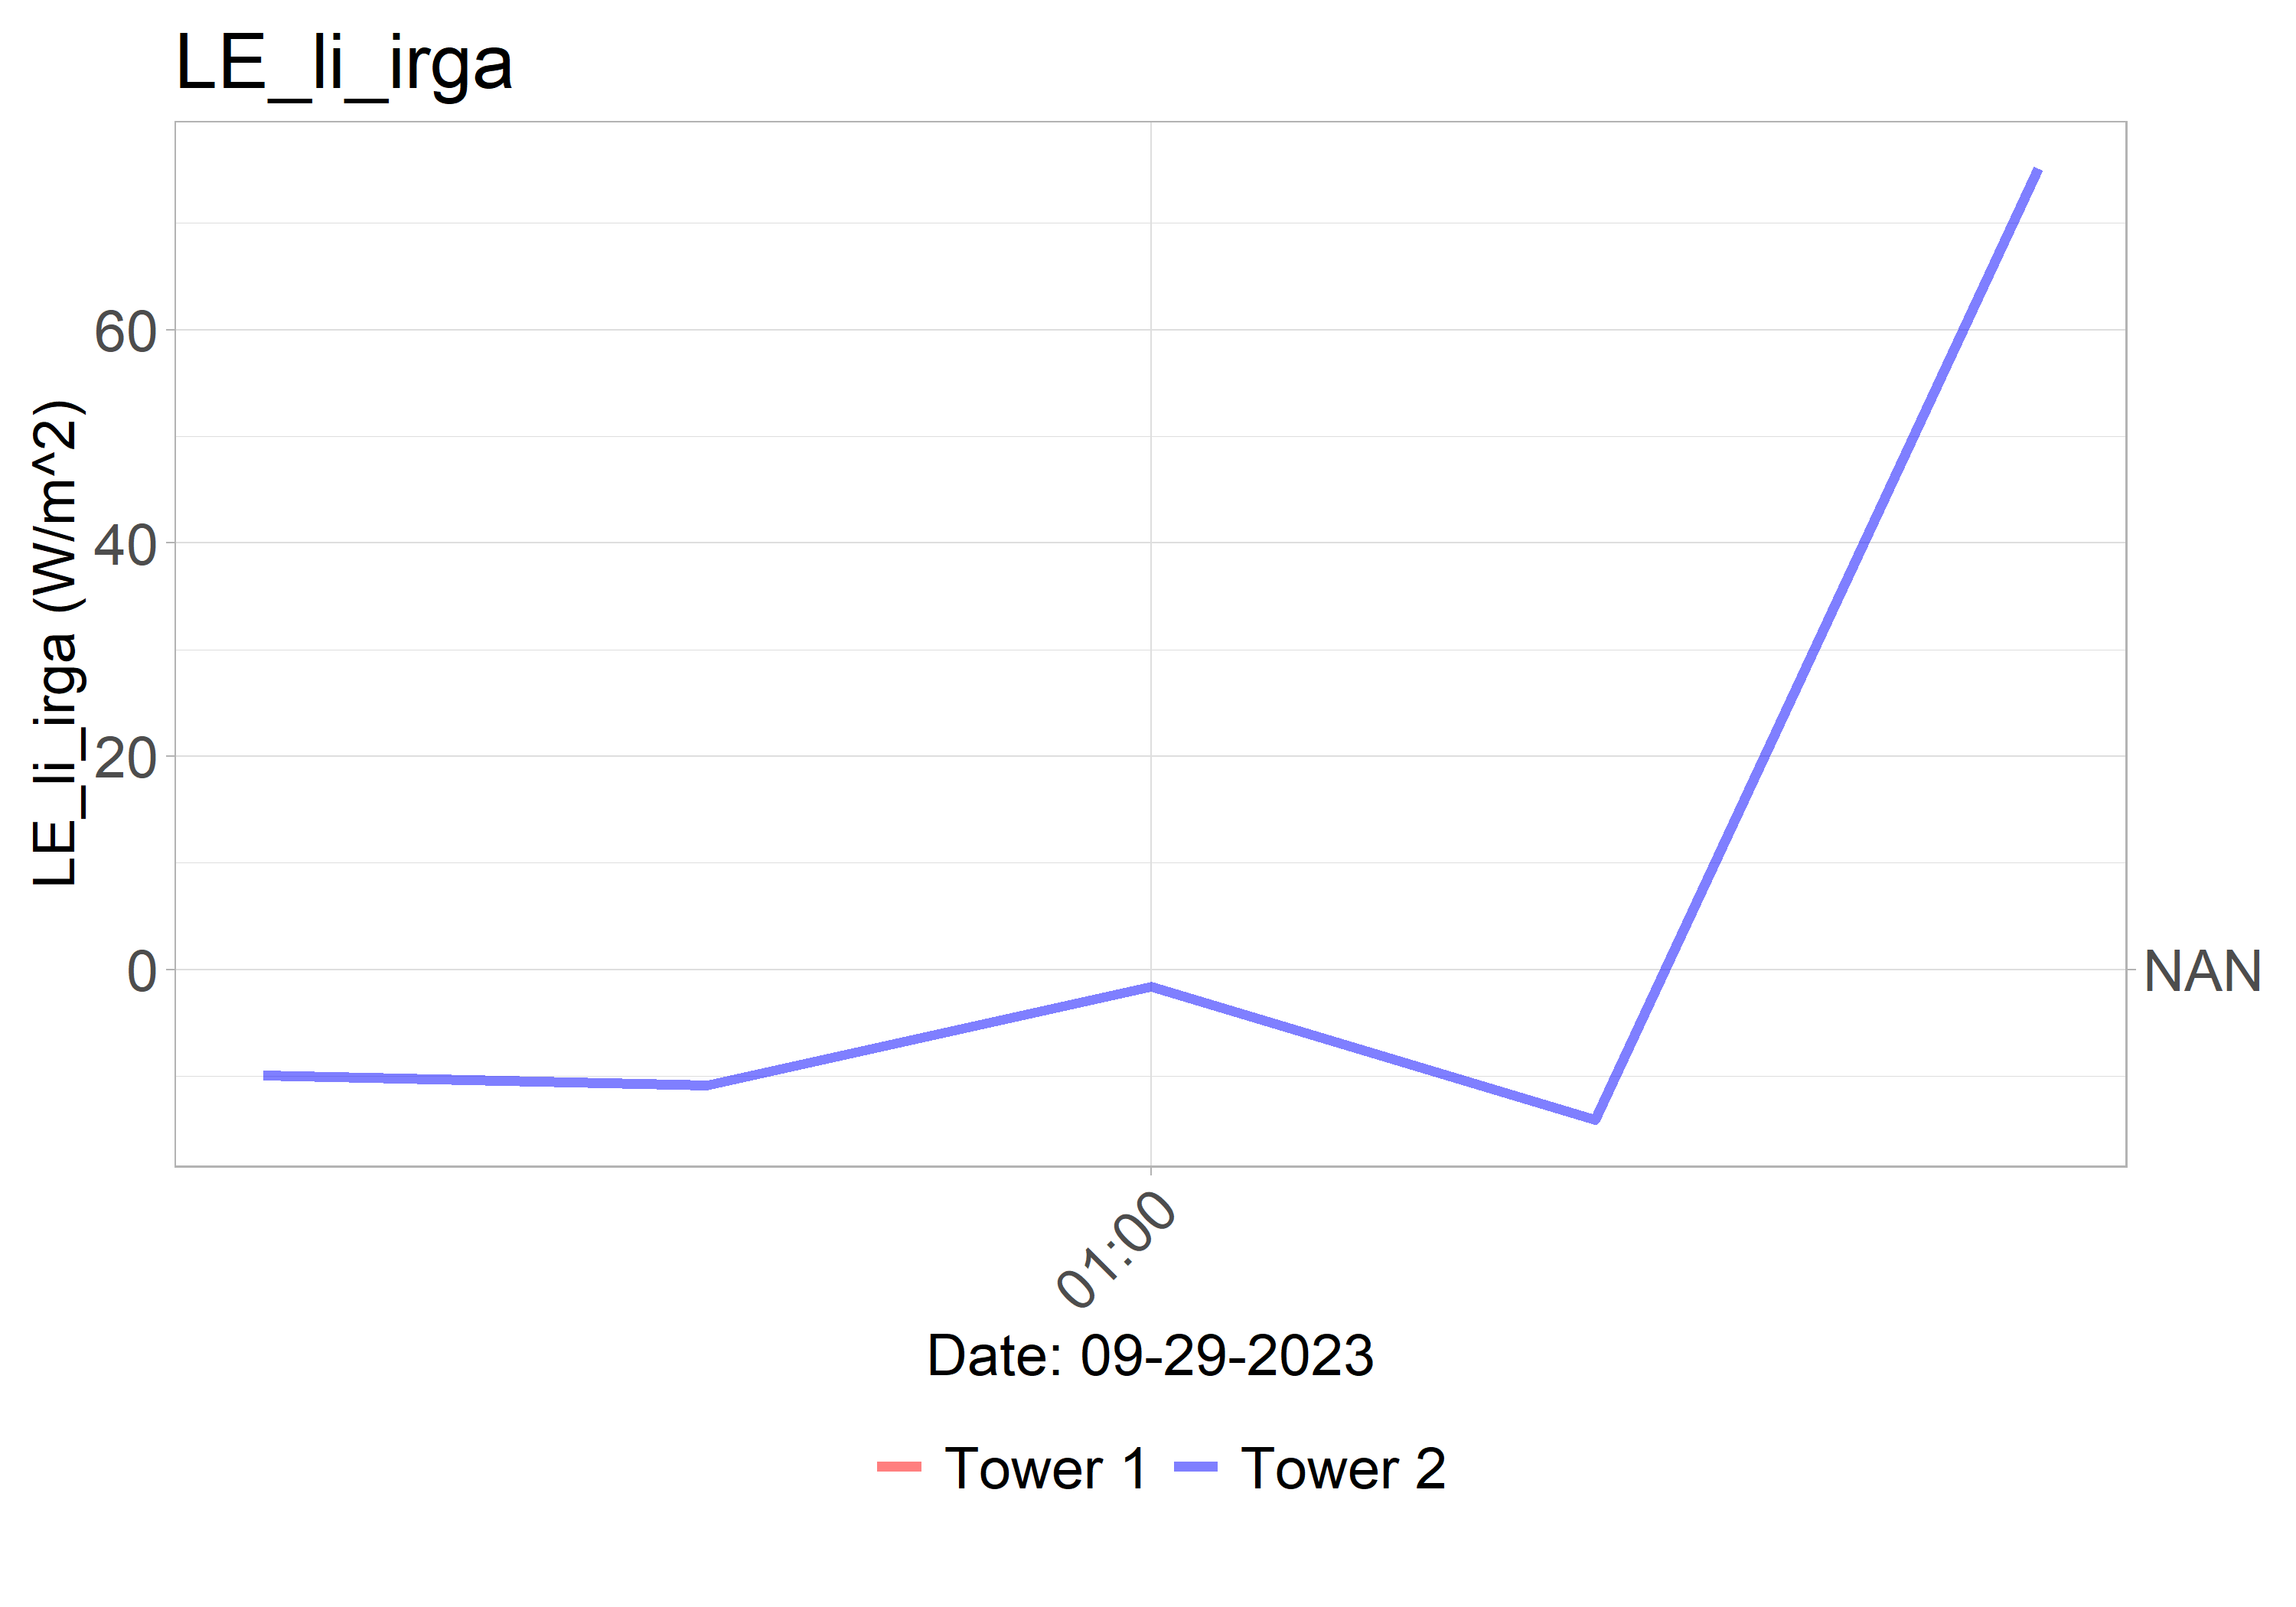 LE_li_irga
LE_li_irga (W/m^2)
60
40
20
0
NAN
01:00
Date: 09-29-2023
Tower 1
Tower 2